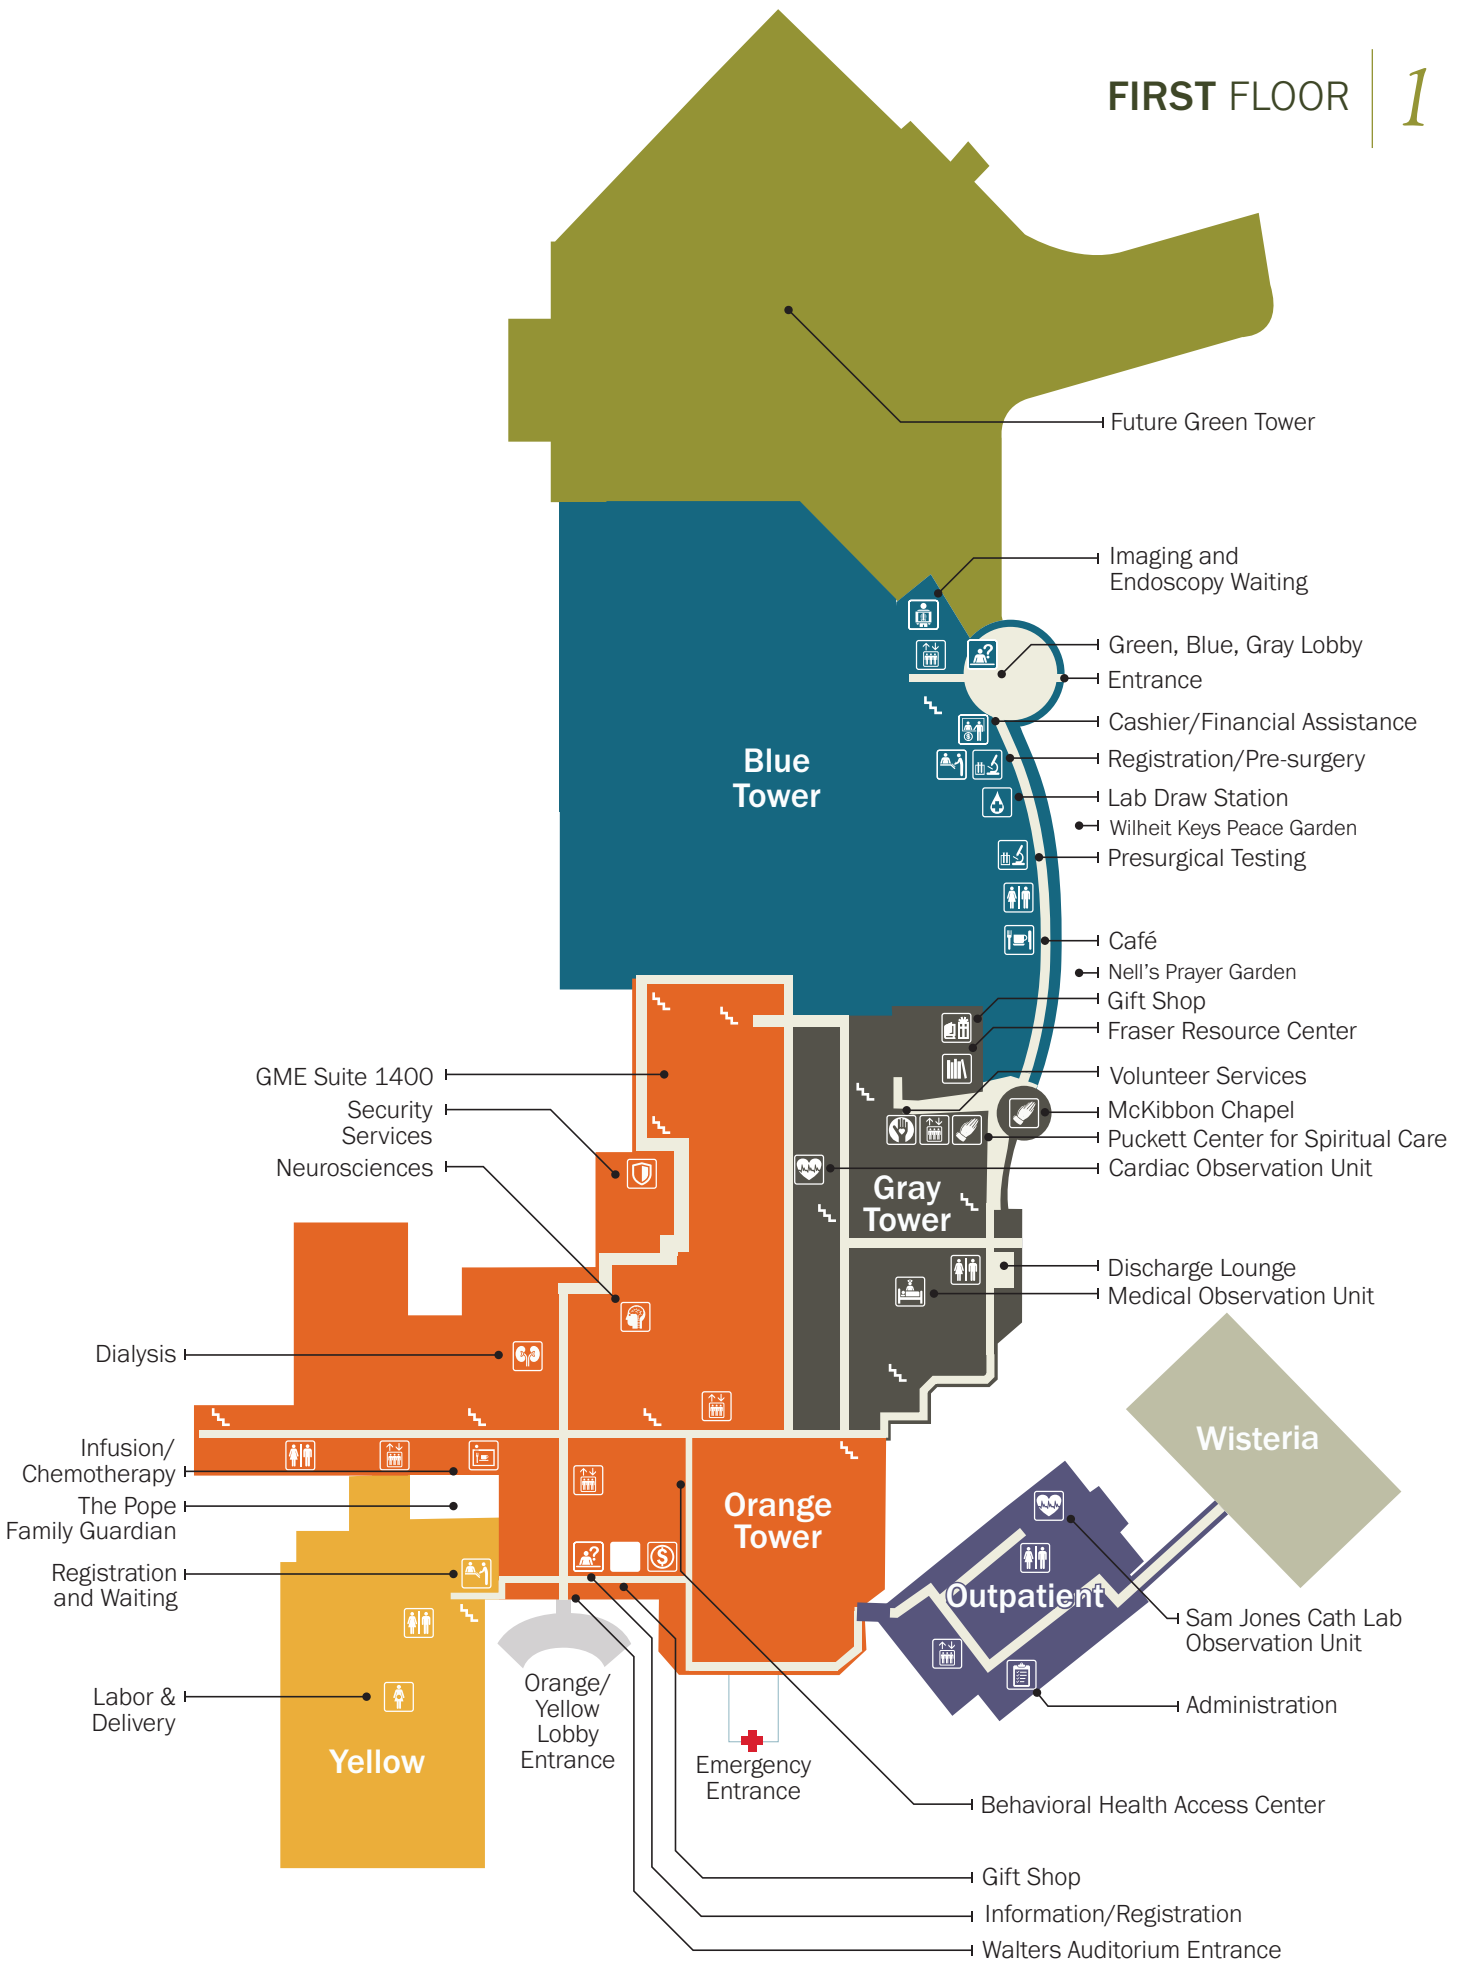 FIRST FLOOR 1
Future Green Tower
Imaging and
Endoscopy Waiting
Green, Blue, Gray Lobby
Entrance
Cashier/Financial Assistance
Registration/Pre-surgery
Lab Draw Station
Wilheit Keys Peace Garden
Presurgical Testing
Café
Nell's Prayer Garden
Gift Shop
Fraser Resource Center
Volunteer Services
McKibbon Chapel
Puckett Center for Spiritual Care
Cardiac Observation Unit
Discharge Lounge
Medical Observation Unit
Blue
Tower
GME Suite 1400
Security
Services
Neurosciences
Gray
Tower
Dialysis
Infusion/
Chemotherapy
The Pope
Family Guardian
Registration
and Waiting
Labor &
Delivery
Yellow
Orange
Tower
Wisteria
Outpatient
Sam Jones Cath Lab
Observation Unit
Administration
Orange/
Yellow
Lobby
Entrance
Emergency
Entrance
Behavioral Health Access Center
Gift Shop
Information/Registration
Walters Auditorium Entrance